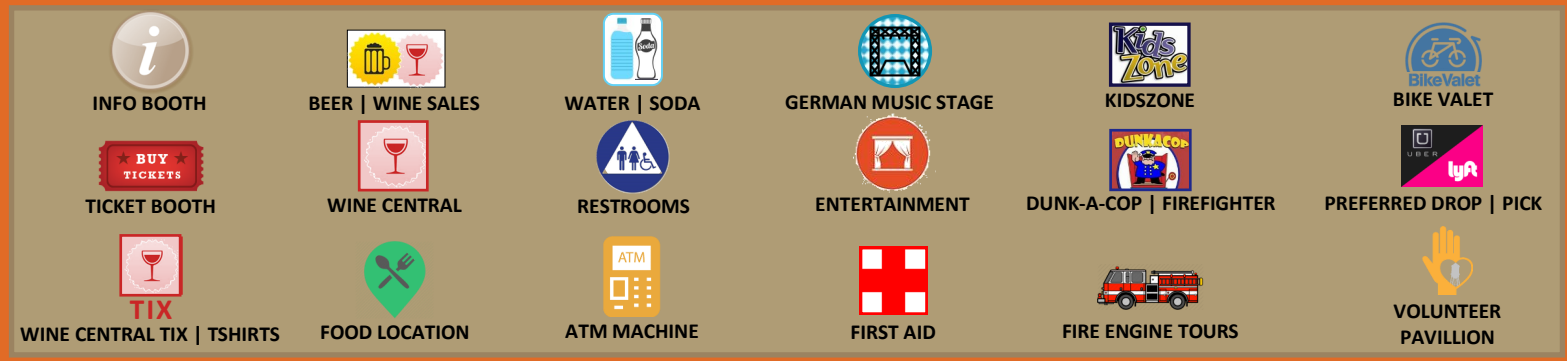 i
INFO BOOTH
BEER | WINE SALES
Soda
WATER | SODA
GERMAN MUSIC STAGE
Kids
Zone
KIDSZONE
BikeValet
BIKE VALET
BUY
TICKETS
TICKET BOOTH
WINE CENTRAL
RESTROOMS
ENTERTAINMENT
DUNKACOP
DUNK-A-COP | FIREFIGHTER
U
UBER
lyft
PREFERRED DROP | PICK
TIX
WINE CENTRAL TIX | TSHIRTS
FOOD LOCATION
ATM
ATM MACHINE
FIRST AID
FIRE ENGINE TOURS
VOLUNTEER
PAVILLION